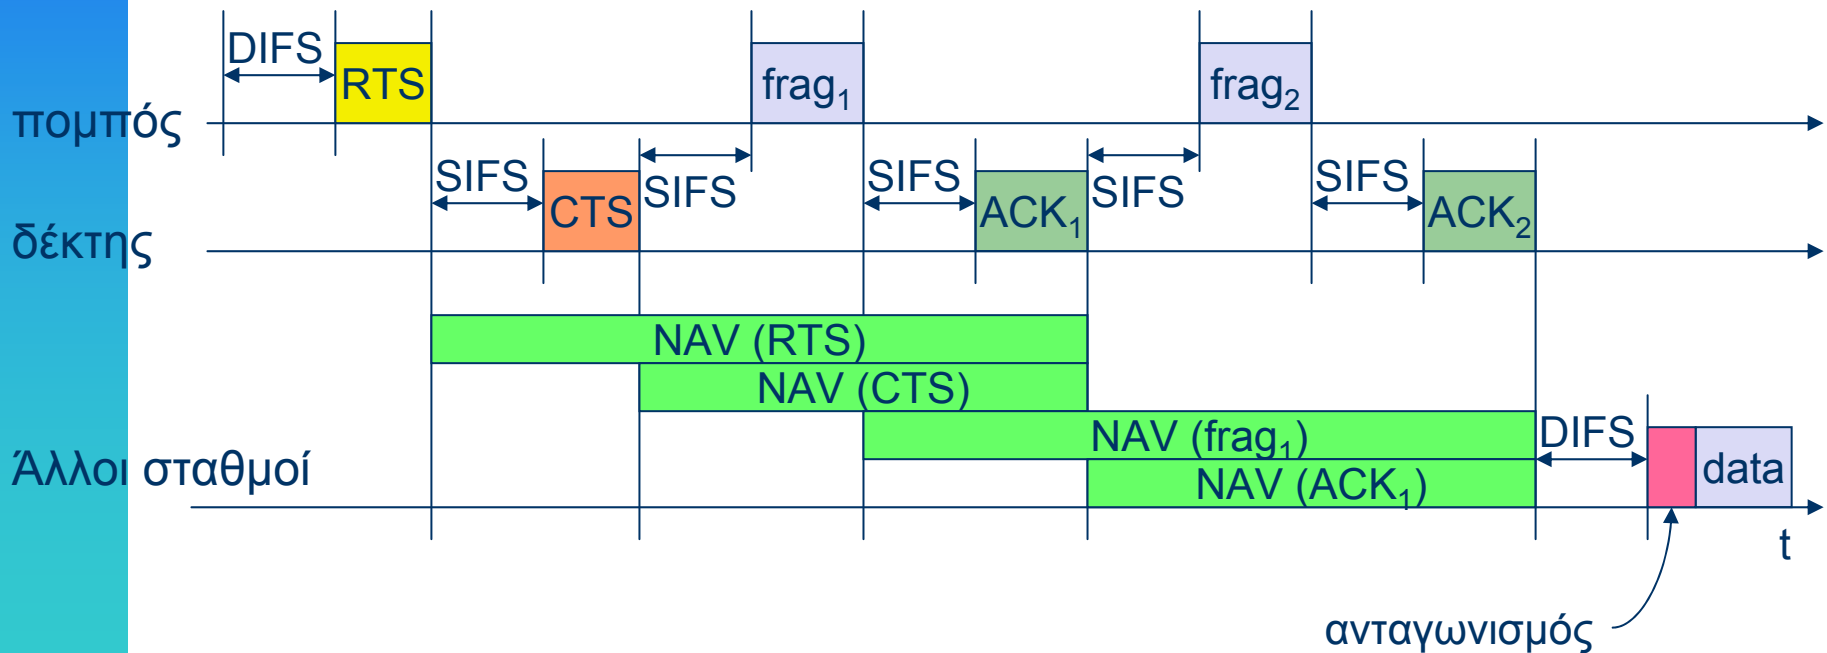 DIFS
RTS
frag₁
frag₂
πομπός
SIFS
CTS
SIFS
SIFS
ACK₁
SIFS
SIFS
ACK₂
δέκτης
NAV (RTS)
NAV (CTS)
NAV (frag₁)
NAV (ACK₁)
DIFS
data
Άλλοι σταθμοί
t
ανταγωνισμός